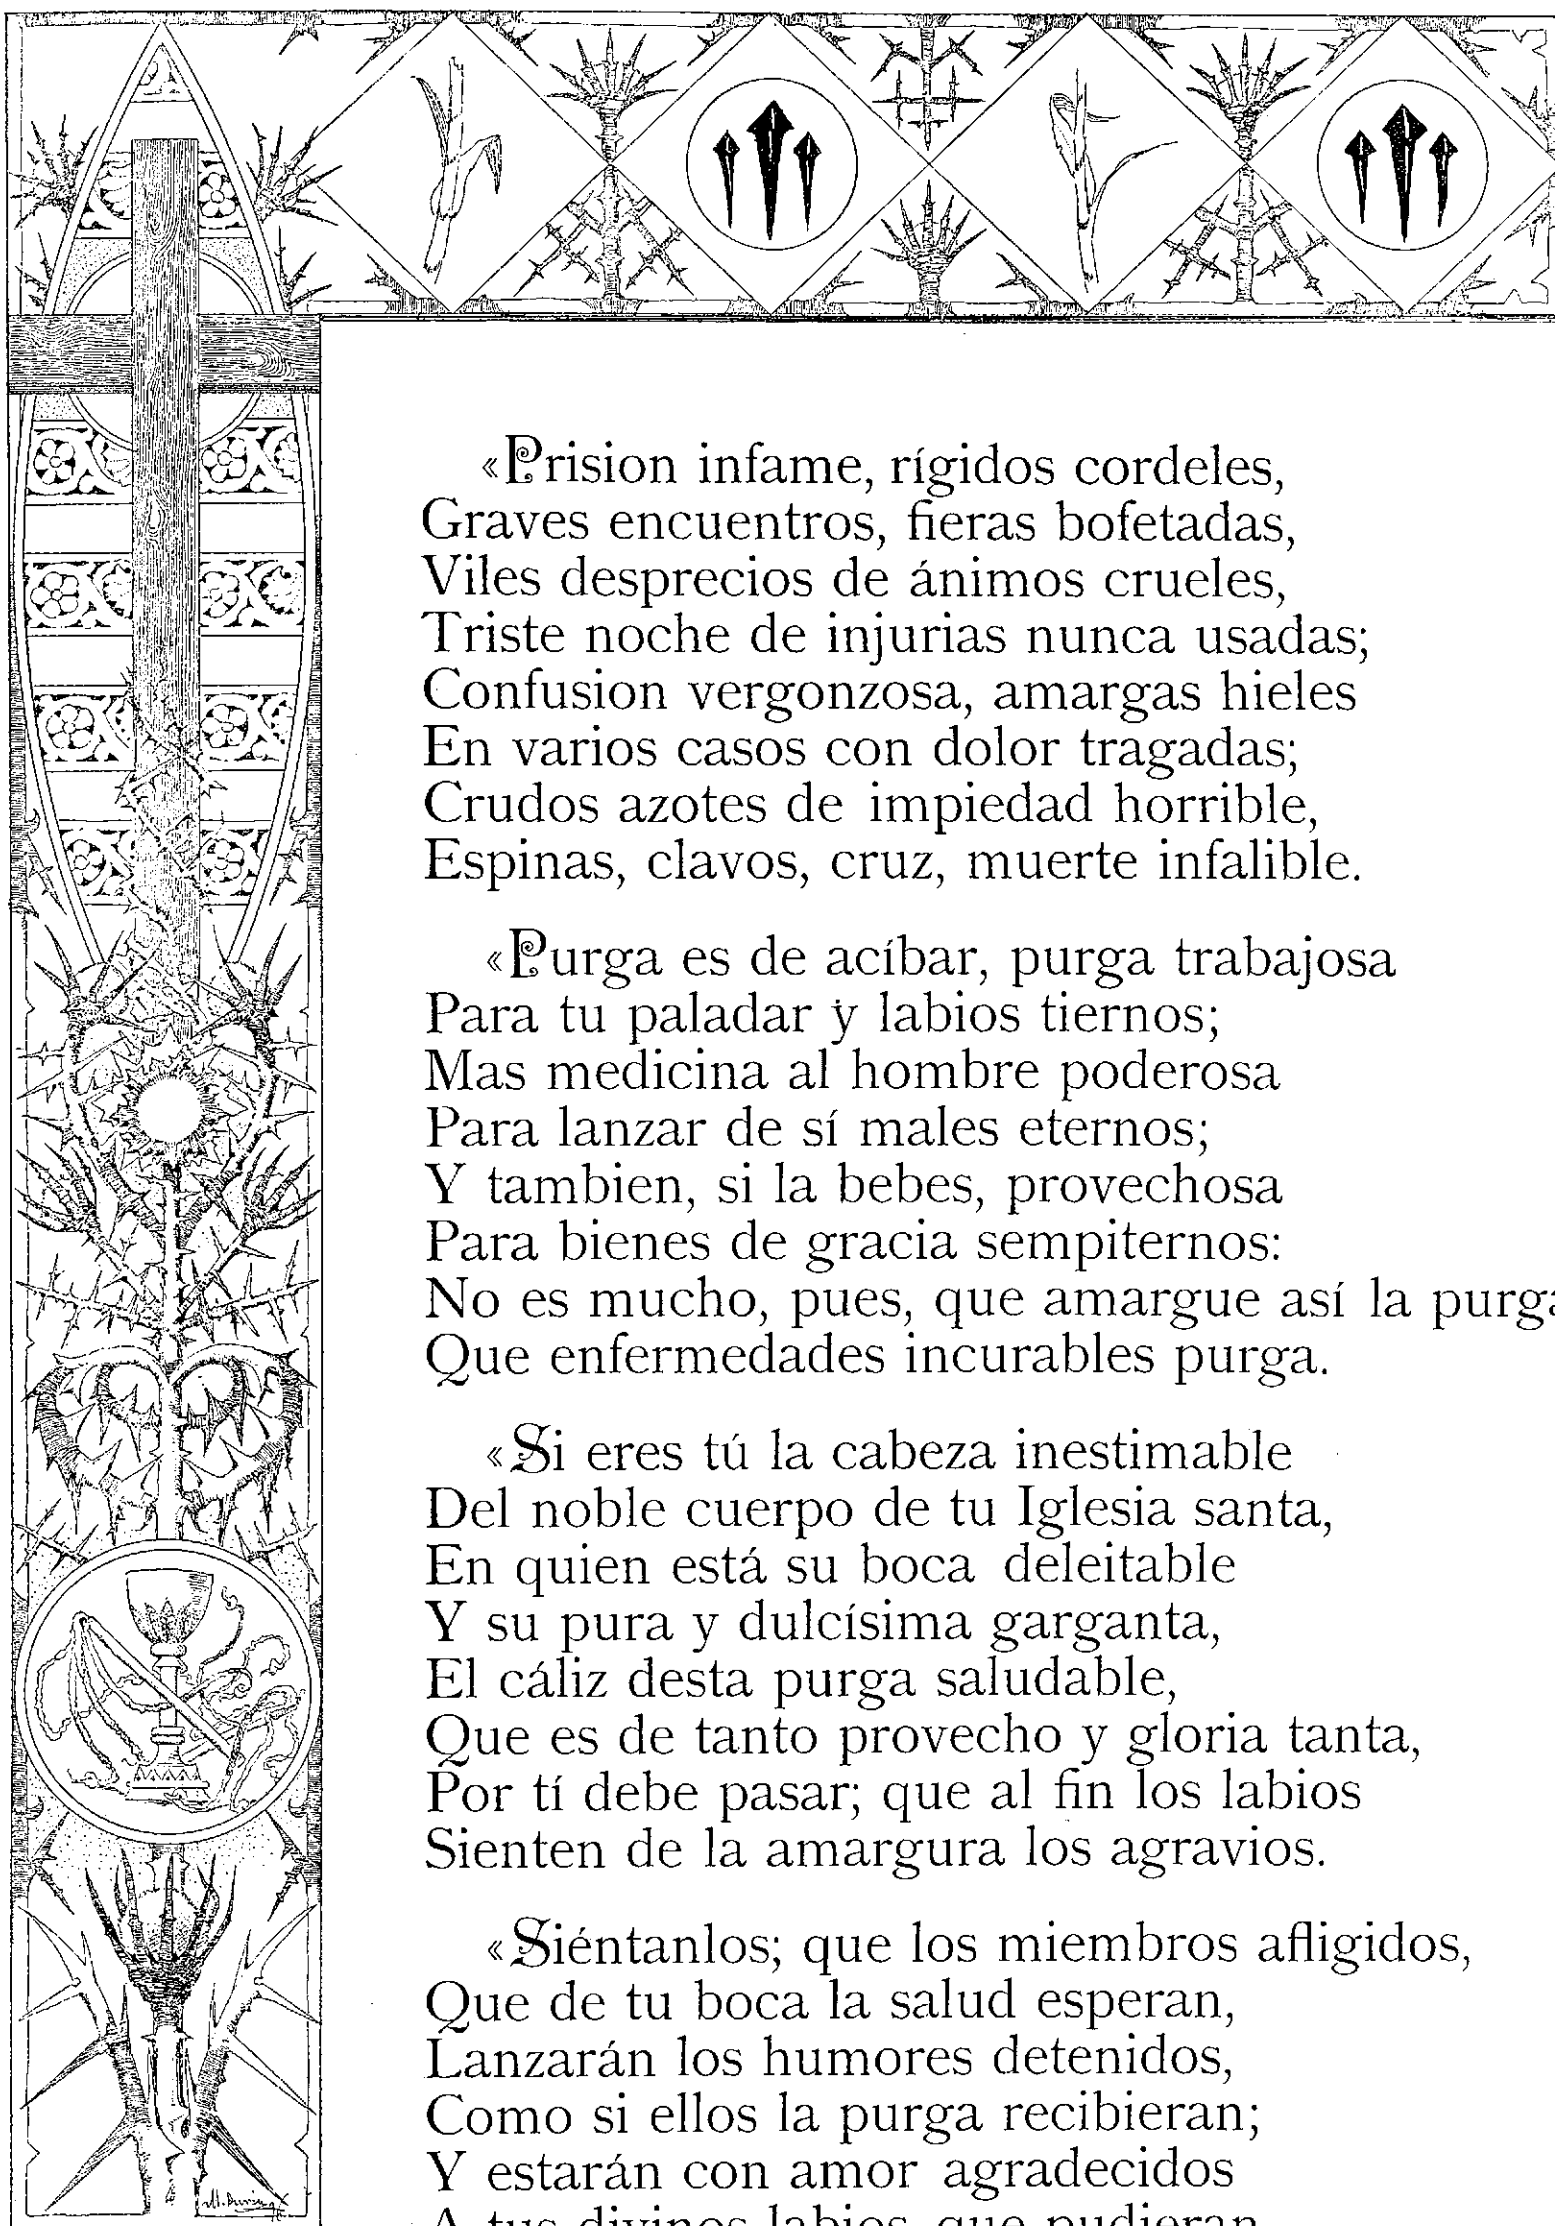 «Prision infame, rígidos cordeles,
Graves encuentros, fieras bofetadas,
Viles desprecios de ánimos crueles,
Triste noche de injurias nunca usadas;
Confusion vergonzosa, amargas hieles
En varios casos con dolor tragadas;
Crudos azotes de impiedad horrible,
Espinas, clavos, cruz, muerte infalible.
«Purga es de acíbar, purga trabajosa
Para tu paladar y labios tiernos;
Mas medicina al hombre poderosa
Para lanzar de sí males eternos;
Y tambien, si la bebes, provechosa
Para bienes de gracia sempiternos:
No es mucho, pues, que amargue así la purga
Que enfermedades incurables purga.
«Si eres tú la cabeza inestimable
Del noble cuerpo de tu Iglesia santa,
En quien está su boca deleitable
Y su pura y dulcísima garganta,
El cáliz desta purga saludable,
Que es de tanto provecho y gloria tanta,
Por tí debe pasar; que al fin los labios
Sienten de la amargura los agravios.
«Siéntanlos; que los miembros afligidos,
Que de tu boca la salud esperan,
Lanzarán los humores detenidos,
Como si ellos la purga recibieran;
Y estarán con amor agradecidos
A tus divinos labios, que pudieran